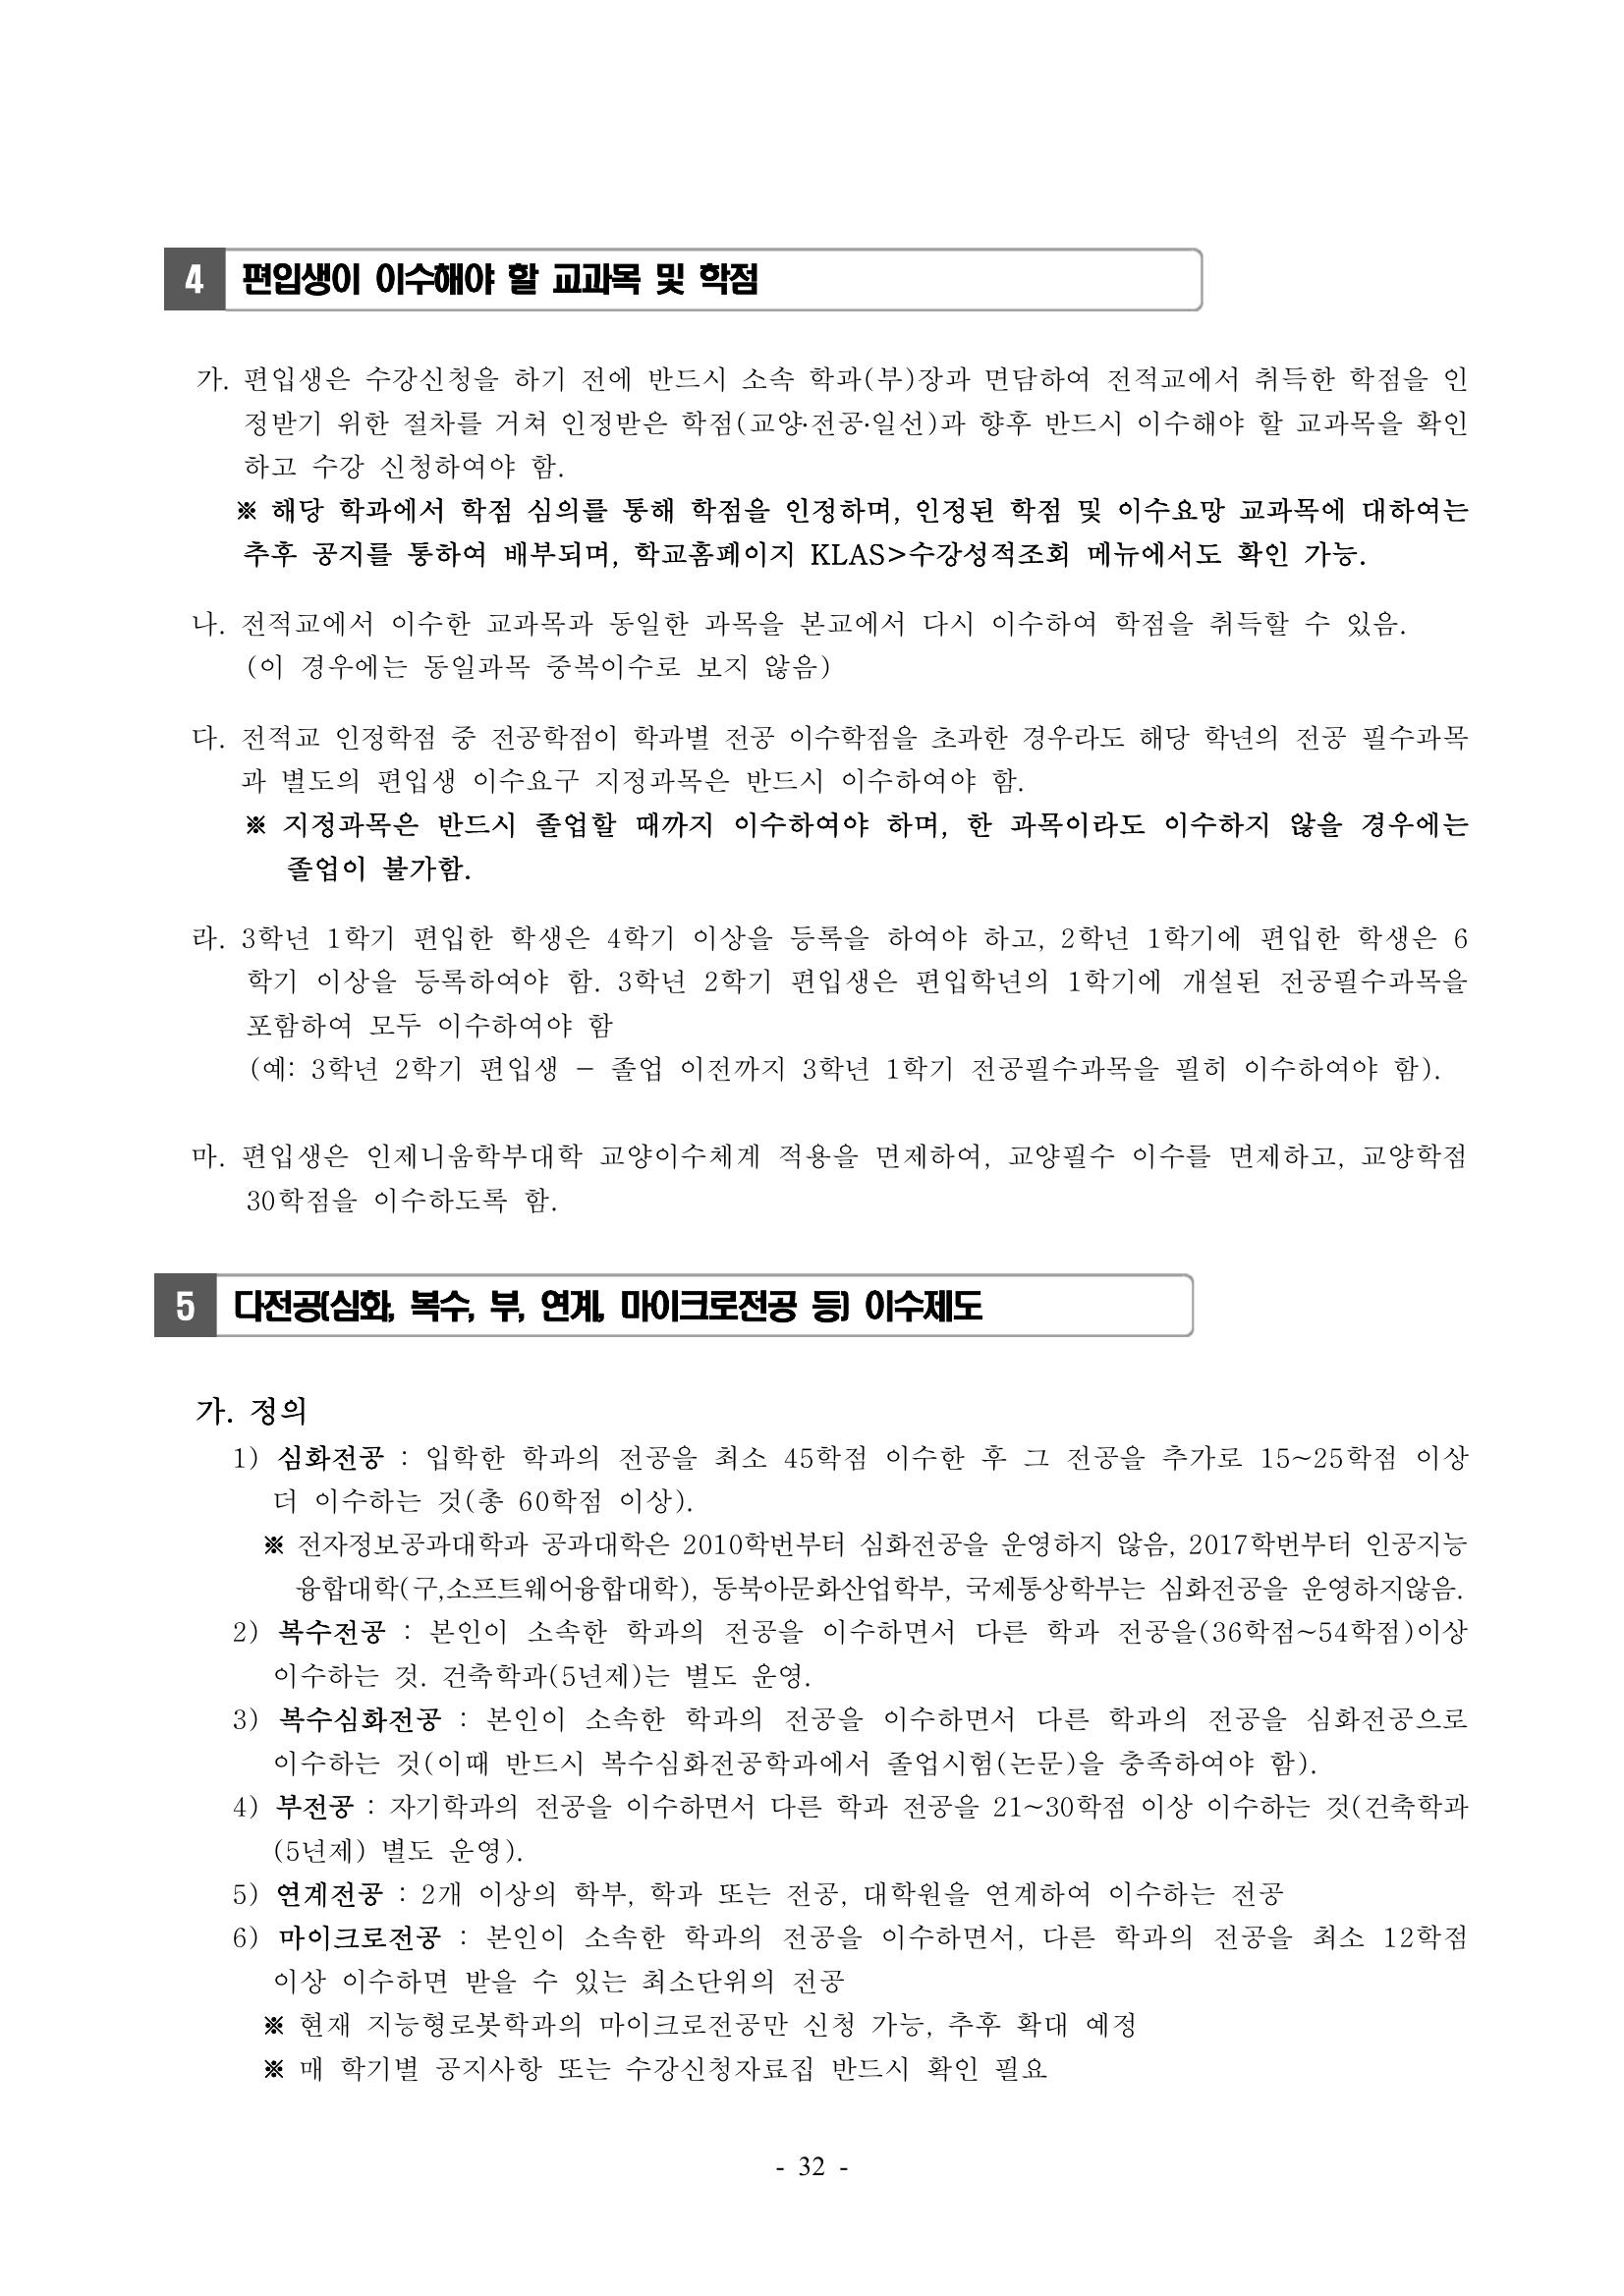 4 편입생이 이수해야 할 교과목 및 학점
가. 편입생은 수강신청을 하기 전에 반드시 소속 학과(부)장과 면담하여 전적교에서 취득한 학점을 인
정받기 위한 절차를 거쳐 인정받은 학점(교양·전공·일선)과 향후 반드시 이수해야 할 교과목을 확인
하고 수강 신청하여야 함.
※ 해당 학과에서 학점 심의를 통해 학점을 인정하며, 인정된 학점 및 이수요망 교과목에 대하여는
추후 공지를 통하여 배부되며, 학교홈페이지 KLAS>수강성적조회 메뉴에서도 확인 가능.
나. 전적교에서 이수한 교과목과 동일한 과목을 본교에서 다시 이수하여 학점을 취득할 수 있음.
(이 경우에는 동일과목 중복이수로 보지 않음)
다. 전적교 인정학점 중 전공학점이 학과별 전공 이수학점을 초과한 경우라도 해당 학년의 전공 필수과목
과 별도의 편입생 이수요구 지정과목은 반드시 이수하여야 함.
※ 지정과목은 반드시 졸업할 때까지 이수하여야 하며, 한 과목이라도 이수하지 않을 경우에는
졸업이 불가함.
라. 3학년 1학기 편입한 학생은 4학기 이상을 등록을 하여야 하고, 2학년 1학기에 편입한 학생은 6
학기 이상을 등록하여야 함. 3학년 2학기 편입생은 편입학년의 1학기에 개설된 전공필수과목을
포함하여 모두 이수하여야 함
(예: 3학년 2학기 편입생 - 졸업 이전까지 3학년 1학기 전공필수과목을 필히 이수하여야 함).
마. 편입생은 인제니움학부대학 교양이수체계 적용을 면제하여, 교양필수 이수를 면제하고, 교양학점
30학점을 이수하도록 함.
5 다전공(심화, 복수, 부, 연계, 마이크로전공 등) 이수제도
가. 정의
1) 심화전공 : 입학한 학과의 전공을 최소 45학점 이수한 후 그 전공을 추가로 15~25학점 이상
더 이수하는 것(총 60학점 이상).
※ 전자정보공과대학과 공과대학은 2010학번부터 심화전공을 운영하지 않음, 2017학번부터 인공지능
융합대학(구,소프트웨어융합대학), 동북아문화산업학부, 국제통상학부는 심화전공을 운영하지않음.
2) 복수전공 : 본인이 소속한 학과의 전공을 이수하면서 다른 학과 전공을(36학점~54학점)이상
이수하는 것. 건축학과(5년제)는 별도 운영.
3) 복수심화전공 : 본인이 소속한 학과의 전공을 이수하면서 다른 학과의 전공을 심화전공으로
이수하는 것(이때 반드시 복수심화전공학과에서 졸업시험(논문)을 충족하여야 함).
4) 부전공 : 자기학과의 전공을 이수하면서 다른 학과 전공을 21~30학점 이상 이수하는 것(건축학과
(5년제) 별도 운영).
5) 연계전공 : 2개 이상의 학부, 학과 또는 전공, 대학원을 연계하여 이수하는 전공
6) 마이크로전공 : 본인이 소속한 학과의 전공을 이수하면서, 다른 학과의 전공을 최소 12학점
이상 이수하면 받을 수 있는 최소단위의 전공
※ 현재 지능형로봇학과의 마이크로전공만 신청 가능, 추후 확대 예정
※ 매 학기별 공지사항 또는 수강신청자료집 반드시 확인 필요
- 32 -